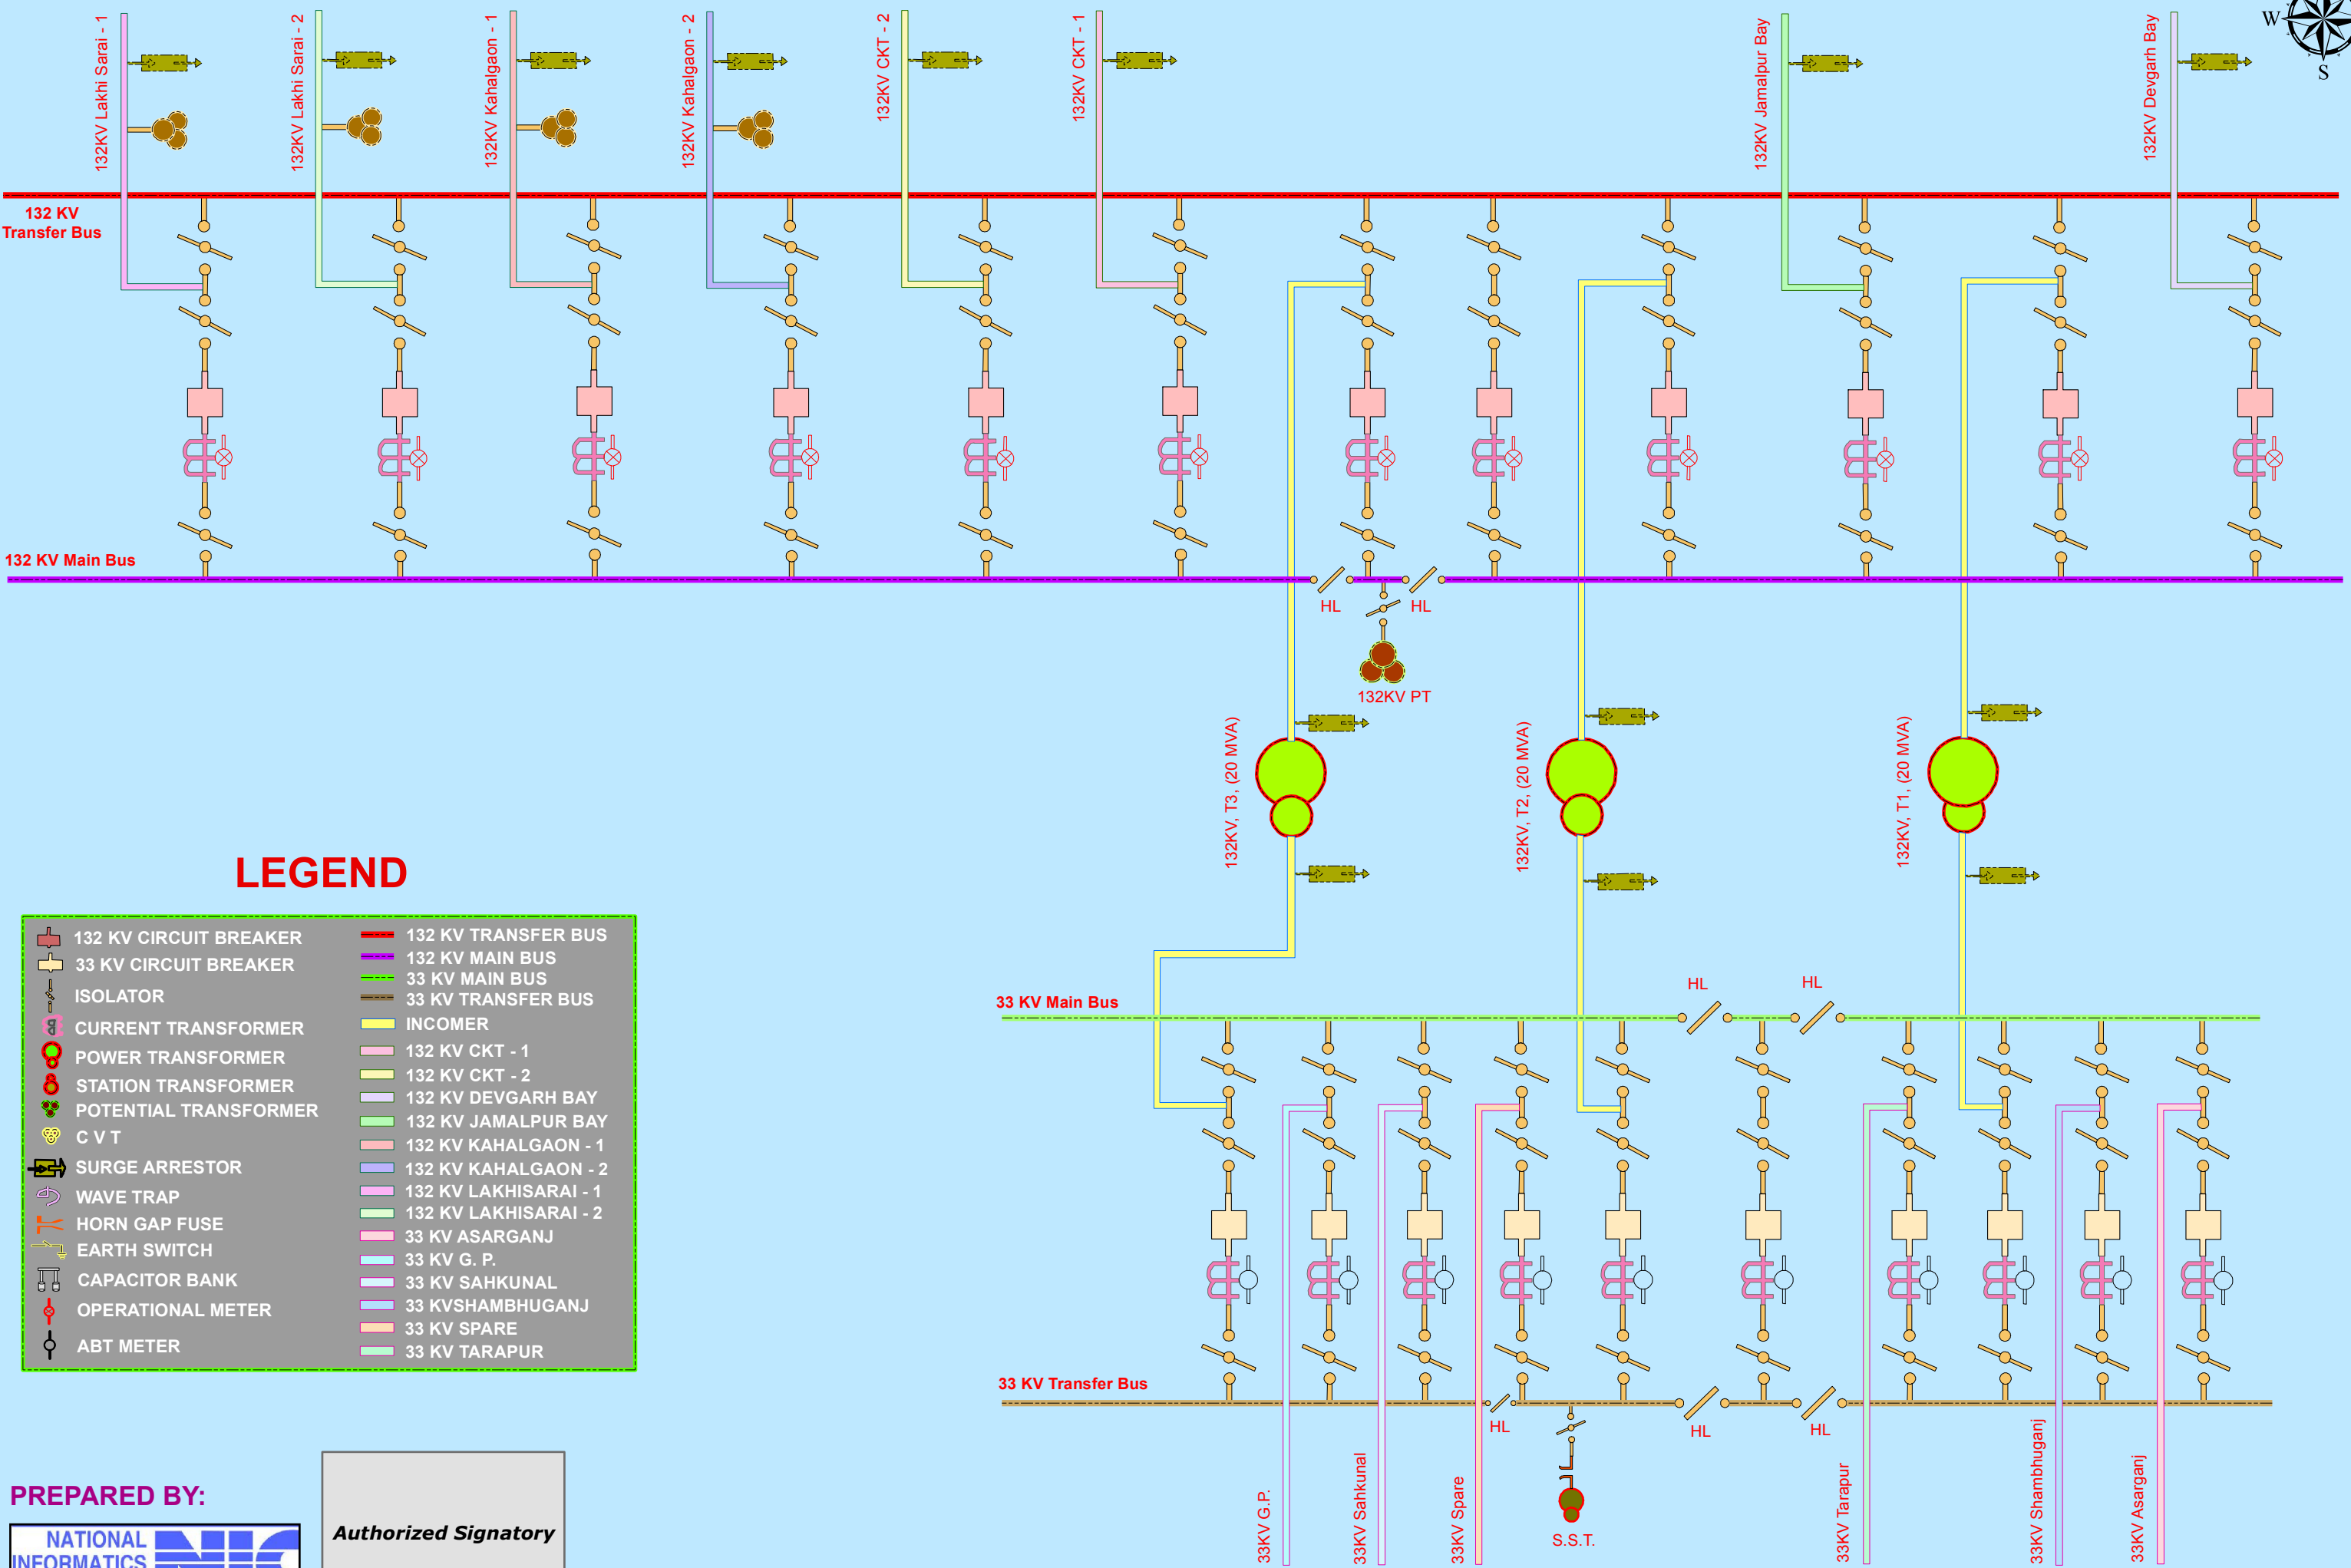 132KV Lakhi Sarai - 1
132KV Lakhi Sarai - 2
132KV Kahalgaon - 1
132KV Kahalgaon - 2
132KV CKT - 2
132KV CKT - 1
132KV Jamalpur Bay
132KV Devgarh Bay
W
S
132 KV
Transfer Bus
132 KV Main Bus
HL
HL
132KV PT
132KV, T3, (20 MVA)
132KV, T2, (20 MVA)
132KV, T1, (20 MVA)
LEGEND
132 KV CIRCUIT BREAKER
33 KV CIRCUIT BREAKER
ISOLATOR
CURRENT TRANSFORMER
POWER TRANSFORMER
STATION TRANSFORMER
POTENTIAL TRANSFORMER
C V T
SURGE ARRESTOR
WAVE TRAP
HORN GAP FUSE
EARTH SWITCH
CAPACITOR BANK
OPERATIONAL METER
ABT METER
132 KV TRANSFER BUS
132 KV MAIN BUS
33 KV MAIN BUS
33 KV TRANSFER BUS
INCOMER
132 KV CKT - 1
132 KV CKT - 2
132 KV DEVGARH BAY
132 KV JAMALPUR BAY
132 KV KAHALGAON - 1
132 KV KAHALGAON - 2
132 KV LAKHISARAI - 1
132 KV LAKHISARAI - 2
33 KV ASARGANJ
33 KV G. P.
33 KV SAHKUNAL
33 KVSHAMBHUGANJ
33 KV SPARE
33 KV TARAPUR
33 KV Main Bus
HL
HL
33 KV Transfer Bus
HL
HL
HL
33KV G.P.
33KV Sahkunal
33KV Spare
S.S.T.
33KV Tarapur
33KV Shambhuganj
33KV Asarganj
PREPARED BY:
NATIONAL
INFORMATICS
NIC
Authorized Signatory